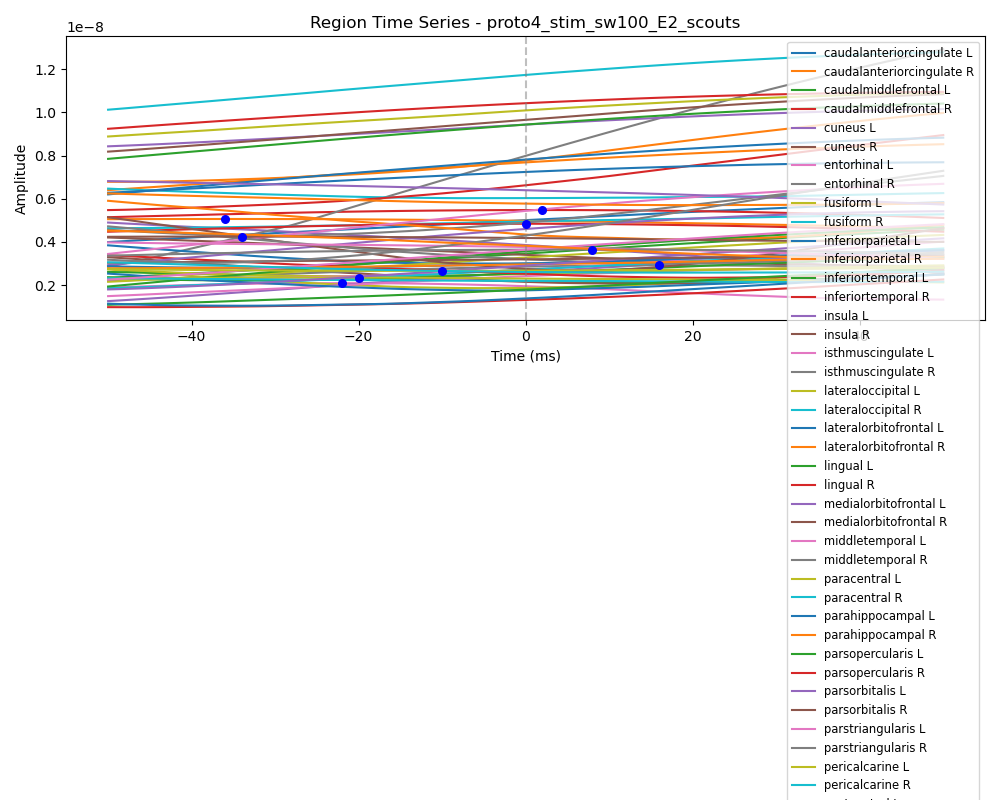 Region Time Series - proto4_stim_sw100_E2_scouts
1e−8
1.2
1.0
0.8
0.6
0.4
0.2
Amplitude
−40
−20
0
20
Time (ms)
caudalanteriorcingulate L
caudalanteriorcingulate R
caudalmiddlefrontal L
caudalmiddlefrontal R
cuneus L
cuneus R
entorhinal L
entorhinal R
fusiform L
fusiform R
inferiorparietal L
inferiorparietal R
inferiortemporal L
inferiortemporal R
insula L
insula R
isthmuscingulate L
isthmuscingulate R
lateraloccipital L
lateraloccipital R
lateralorbitofrontal L
lateralorbitofrontal R
lingual L
lingual R
medialorbitofrontal L
medialorbitofrontal R
middletemporal L
middletemporal R
paracentral L
paracentral R
parahippocampal L
parahippocampal R
parsopercularis L
parsopercularis R
parsorbitalis L
parsorbitalis R
parstriangularis L
parstriangularis R
pericalcarine L
pericalcarine R